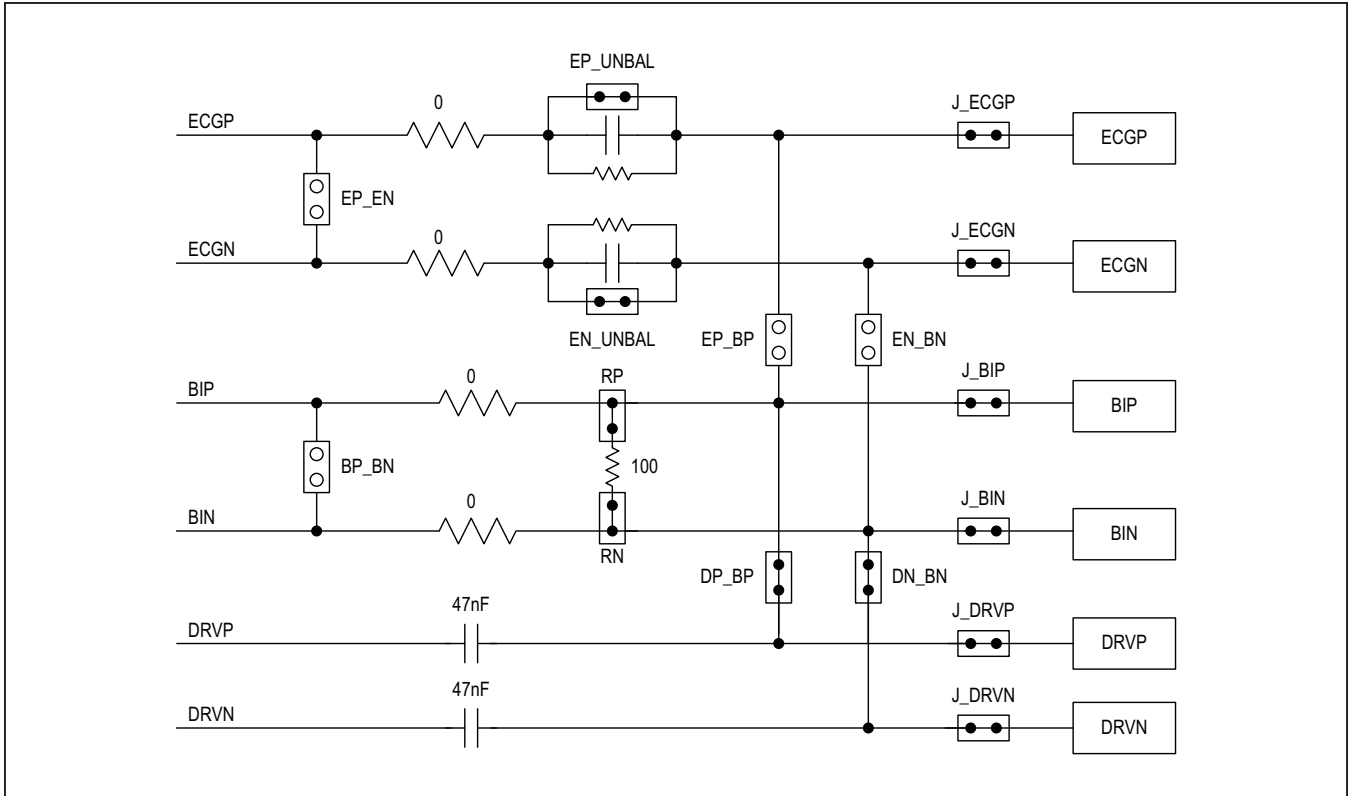 EP_UNBAL
0
J_ECGP
ECGP
ECGP
EP_EN
0
J_ECGN
ECGN
ECGN
EN_UNBAL
EP_BP
EN_BN
0
RP
J_BIP
BIP
BIP
BP_BN
100
0
J_BIN
BIN
BIN
RN
DP_BP
DN_BN
47nF
J_DRVP
DRVP
DRVP
47nF
J_DRVN
DRVN
DRVN